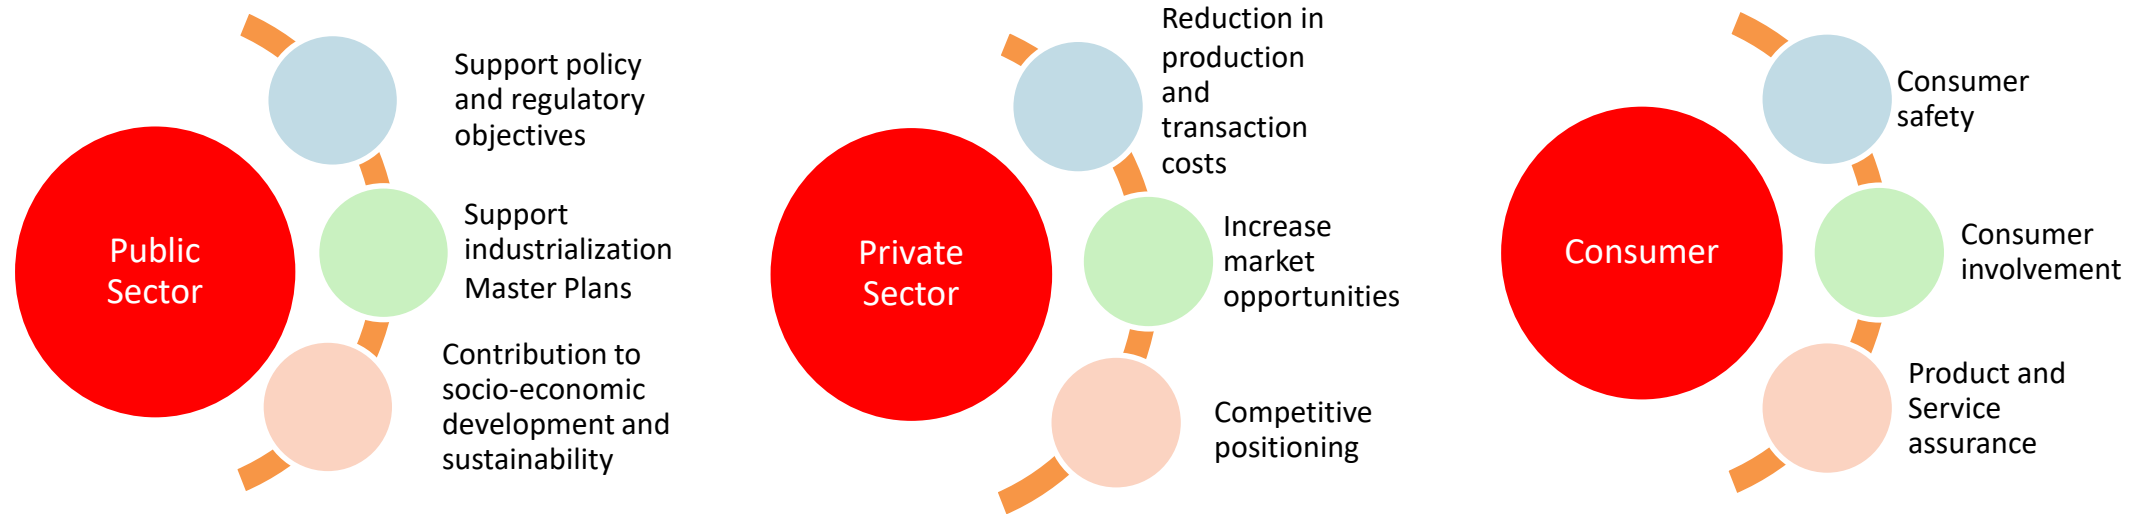 Public
Sector
Support policy
and regulatory
objectives
Support
industrialization
Master Plans
Contribution to
socio-economic
development and
sustainability
Private
Sector
Reduction in
production
and
transaction
costs
Increase
market
opportunities
Competitive
positioning
Consumer
Consumer
safety
Consumer
involvement
Product and
Service
assurance